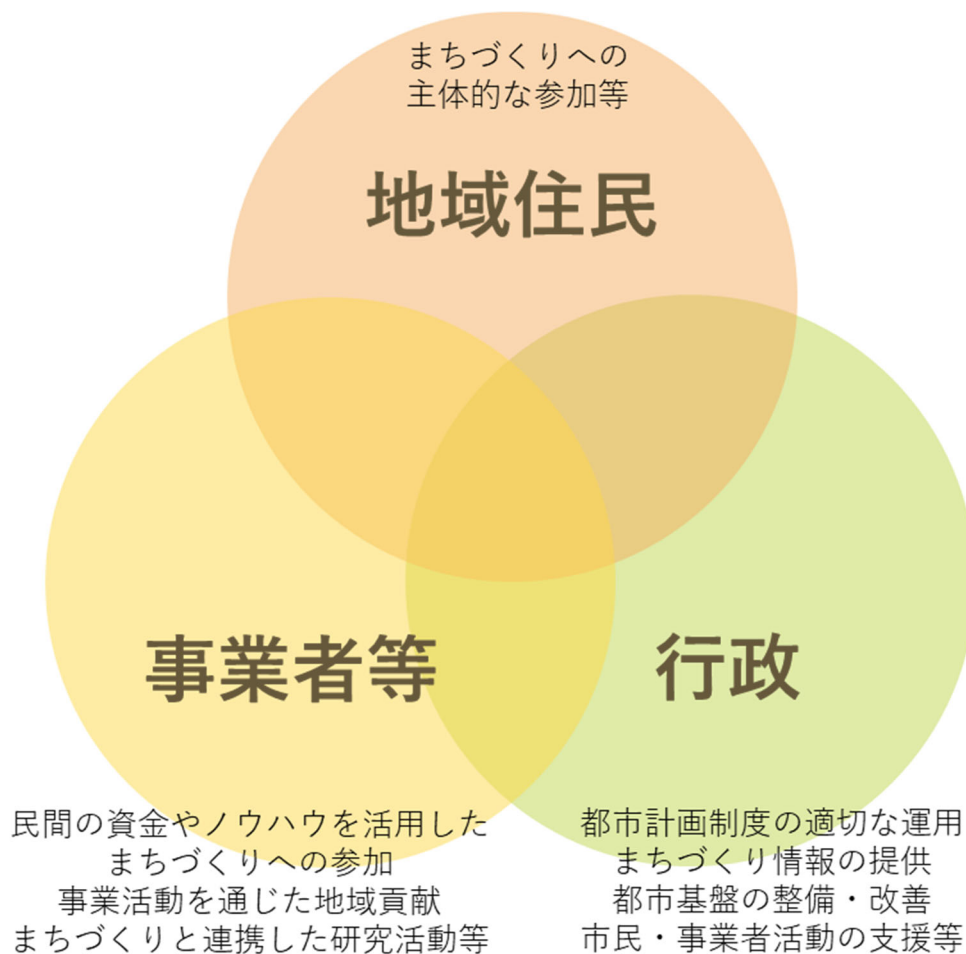 まちづくりへの
主体的な参加等
地域住民
事業者等
行政
民間の資金やノウハウを活用した
まちづくりへの参加
事業活動を通じた地域貢献
まちづくりと連携した研究活動等
都市計画制度の適切な運用
まちづくり情報の提供
都市基盤の整備・改善
市民・事業者活動の支援等